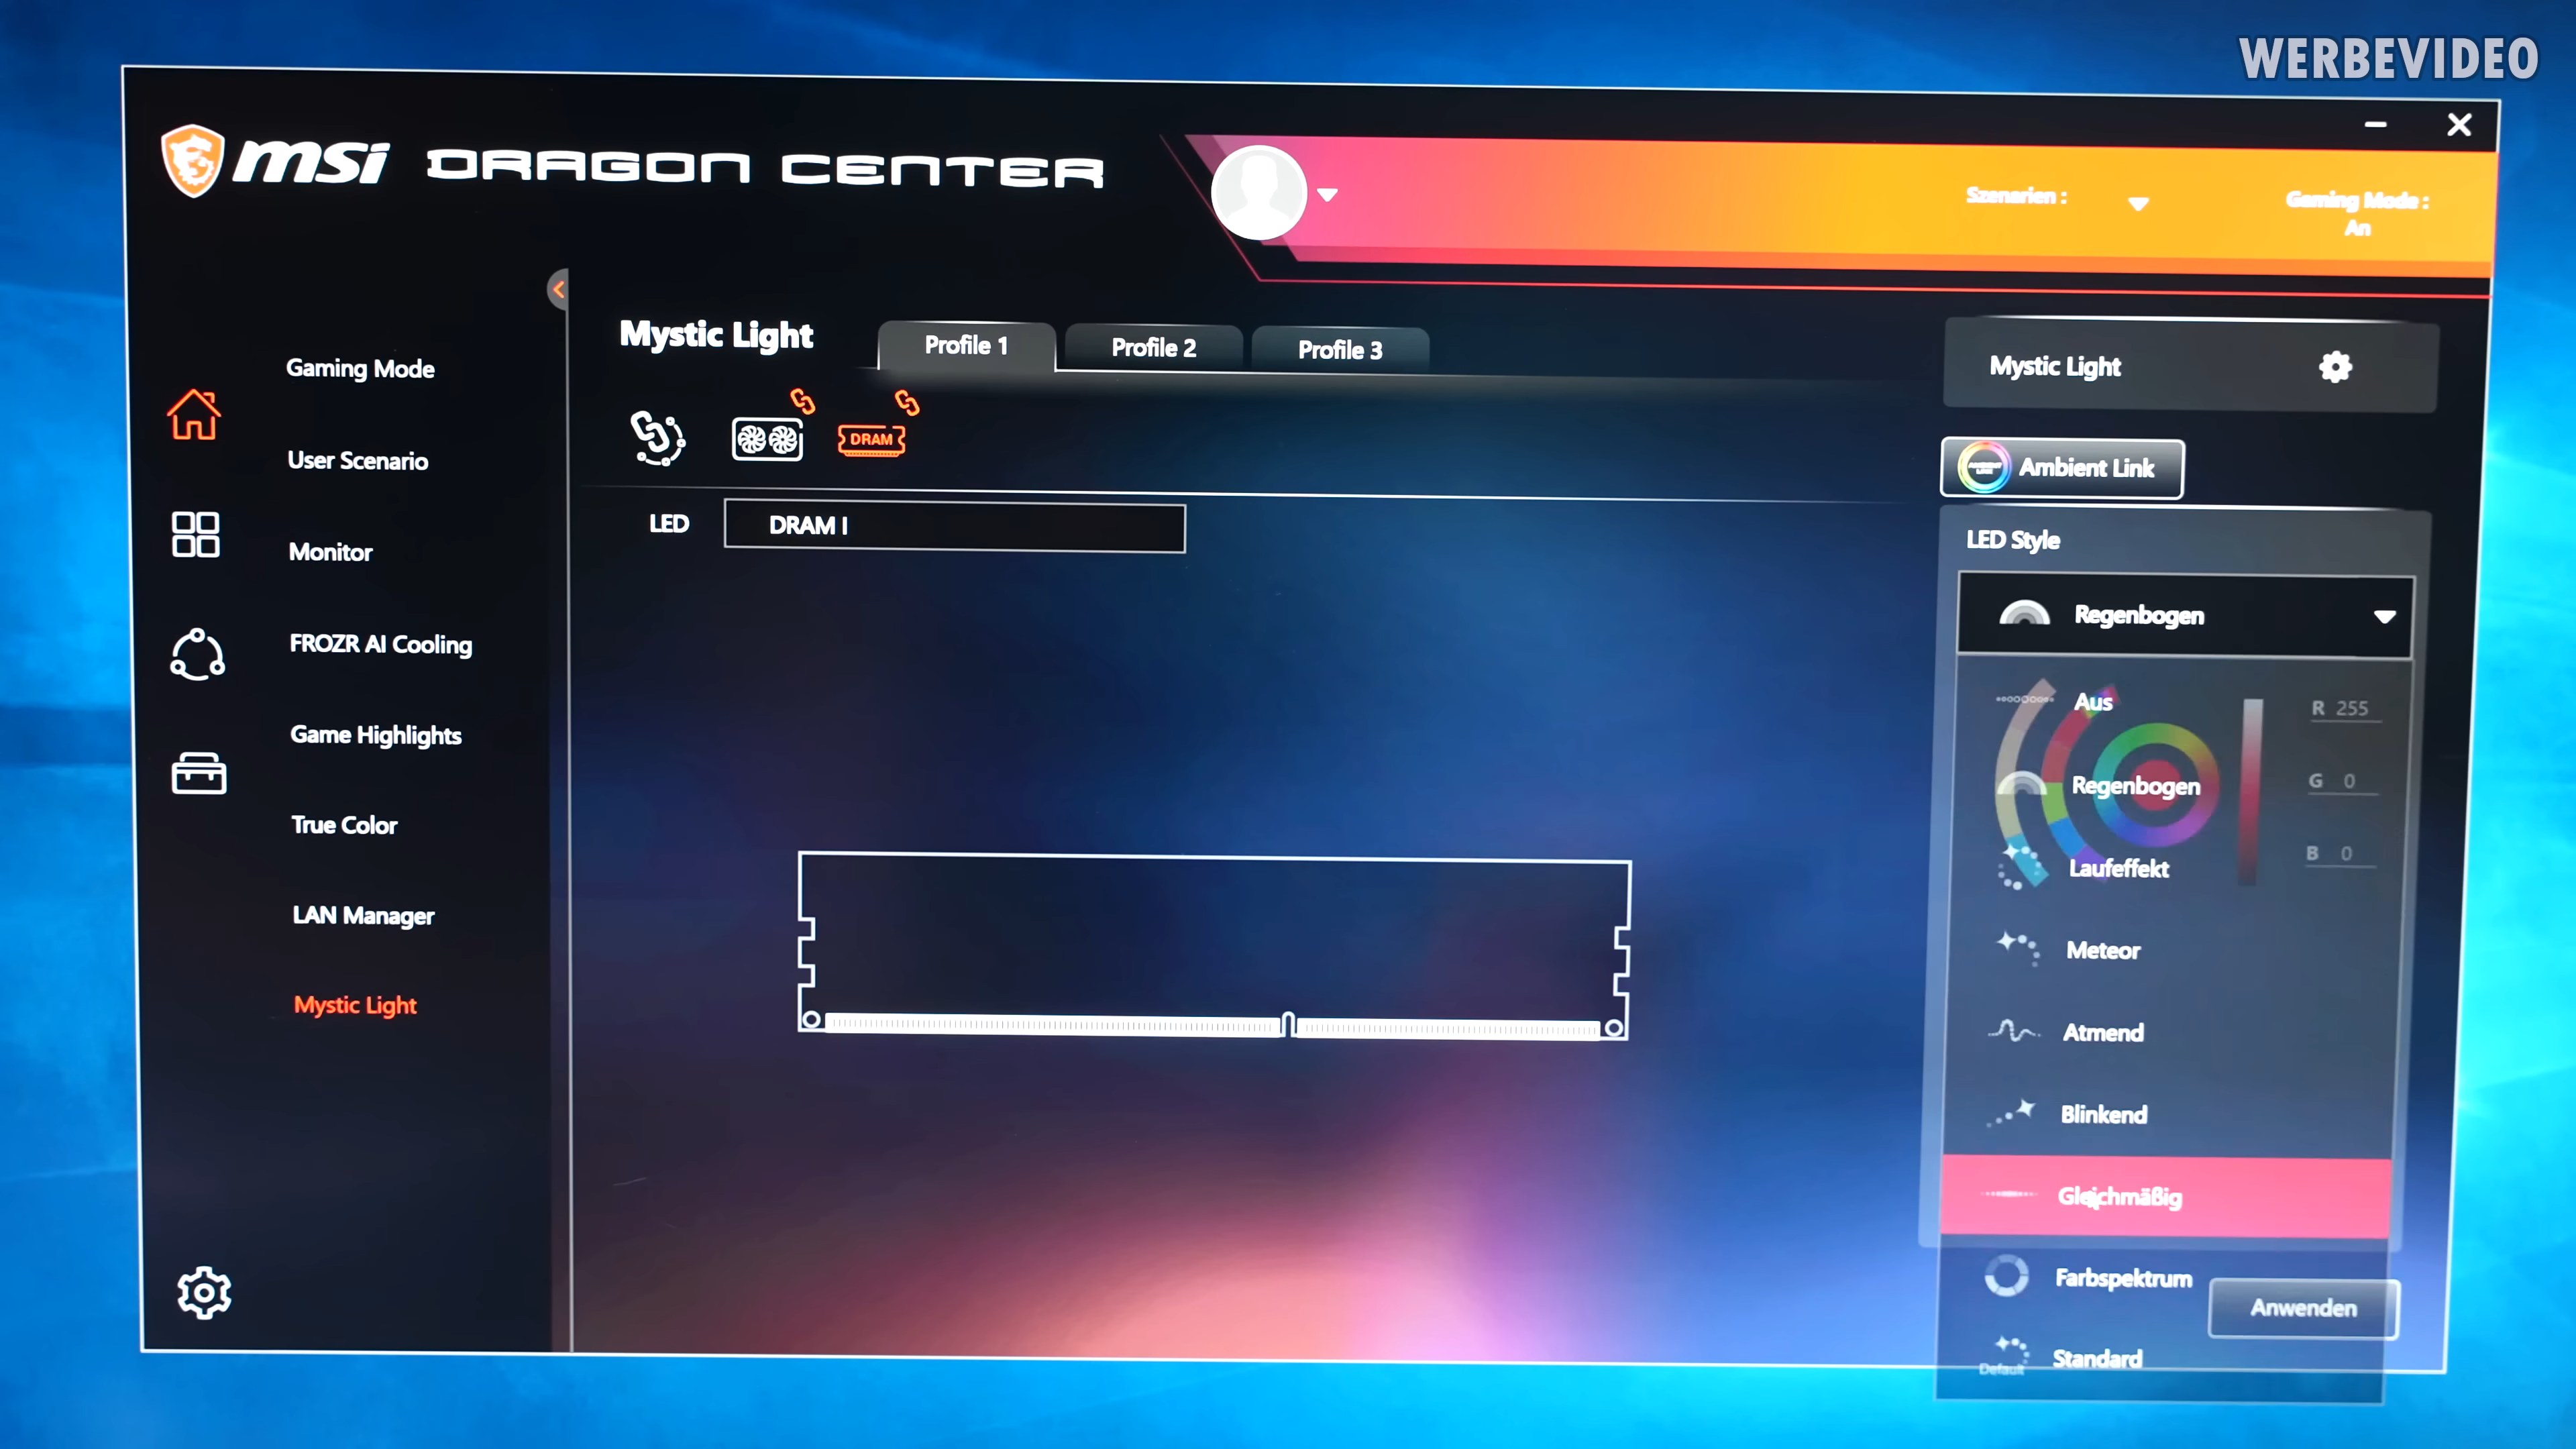 WERBEVIDEO
msi DRAGON CENTER
Szenarien :
Gaming Mode :
An
Gaming Mode
User Scenario
Monitor
FROZR AI Cooling
Game Highlights
True Color
LAN Manager
Mystic Light
Mystic Light
Profile 1
Profile 2
Profile 3
DRAM
LED
DRAM I
Mystic Light
Ambient Link
LED Style
Regenbogen
Aus
R 255
Regenbogen
G 0
Laufeffekt
B 0
Meteor
Atmend
Blinkend
Gleichmäßig
Farbspektrum
Anwenden
Default
Standard